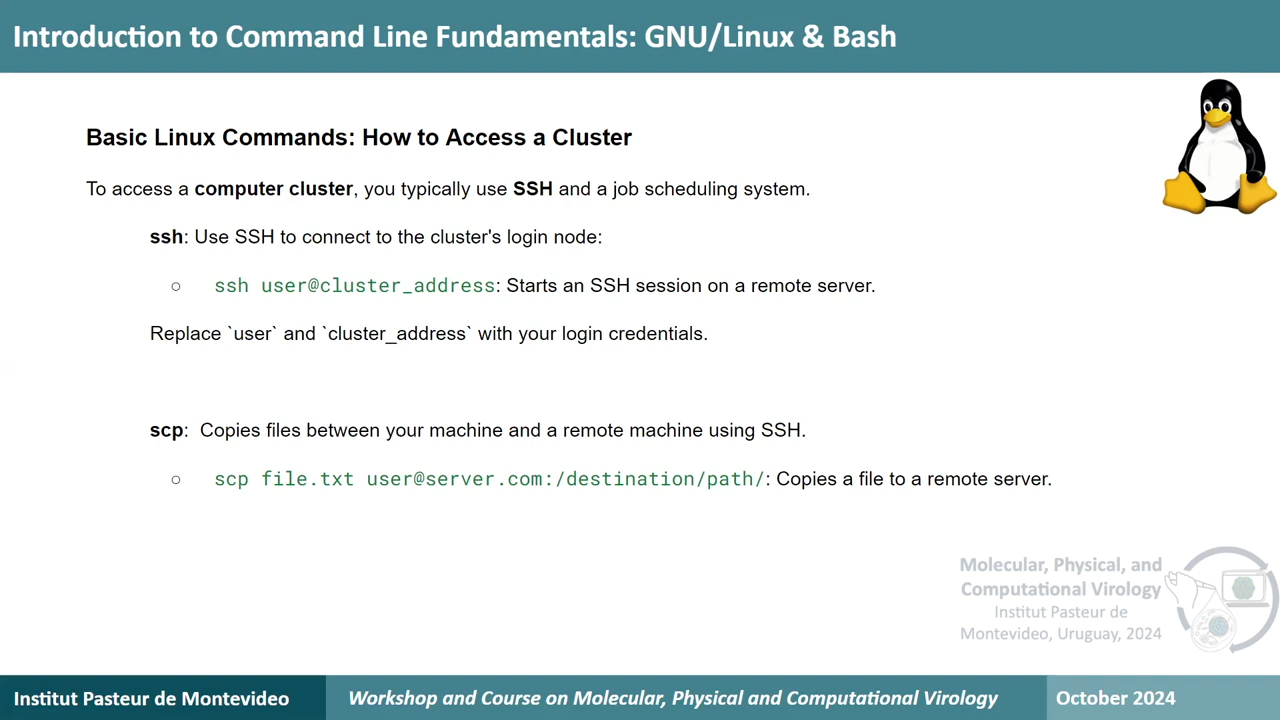 Introduction to Command Line Fundamentals: GNU/Linux & Bash
Basic Linux Commands: How to Access a Cluster
To access a computer cluster, you typically use SSH and a job scheduling system.
ssh: Use SSH to connect to the cluster's login node:
○ ssh user@cluster_address: Starts an SSH session on a remote server.
Replace `user` and `cluster_address` with your login credentials.
scp: Copies files between your machine and a remote machine using SSH.
○ scp file.txt user@server.com:/destination/path/: Copies a file to a remote server.
Molecular, Physical, and
Computational Virology
Institut Pasteur de
Montevideo, Uruguay, 2024
Institut Pasteur de Montevideo
Workshop and Course on Molecular, Physical and Computational Virology
October 2024